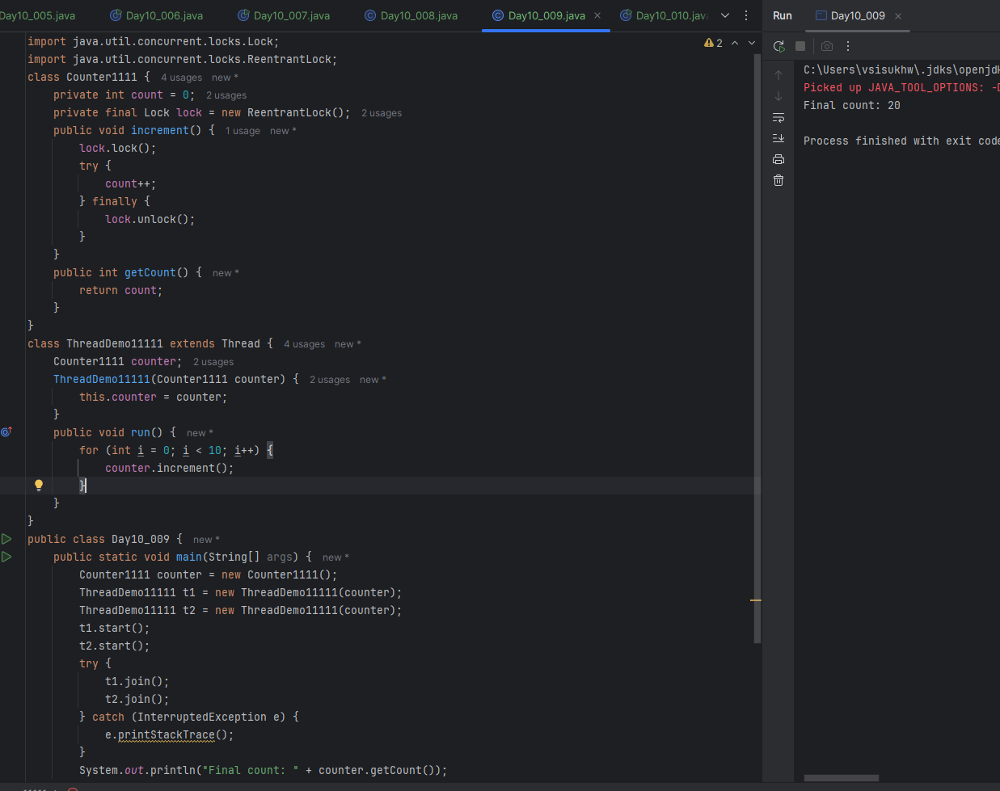 Day10_005.java Day10_006.java Day10_007.java Day10_008.java Day10_009.java Day10_010.java Run Day10_009
import java.util.concurrent.locks.Lock; 2
import java.util.concurrent.locks.ReentrantLock;
class Counter1111 { 4 usages new *
private int count = 0; 2 usages
private final Lock lock = new ReentrantLock(); 2 usages
public void increment() { 1 usage new *
lock.lock();
try {
count++;
} finally {
lock.unlock();
}
}
public int getCount() { new *
return count;
}
}
class ThreadDemo11111 extends Thread { 4 usages new *
Counter1111 counter; 2 usages
ThreadDemo11111(Counter1111 counter) { 2 usages new *
this.counter = counter;
}
public void run() { new *
for (int i = 0; i < 10; i++) {
counter.increment();
}
}
}
public class Day10_009 { new *
public static void main(String[] args) { new *
Counter1111 counter = new Counter1111();
ThreadDemo11111 t1 = new ThreadDemo11111(counter);
ThreadDemo11111 t2 = new ThreadDemo11111(counter);
t1.start();
t2.start();
try {
t1.join();
t2.join();
} catch (InterruptedException e) {
e.printStackTrace();
}
System.out.println("Final count: " + counter.getCount());
C:\Users\vsisukhw\.jdks\openjdk
Picked up JAVA_TOOL_OPTIONS: -D
Final count: 20
Process finished with exit code